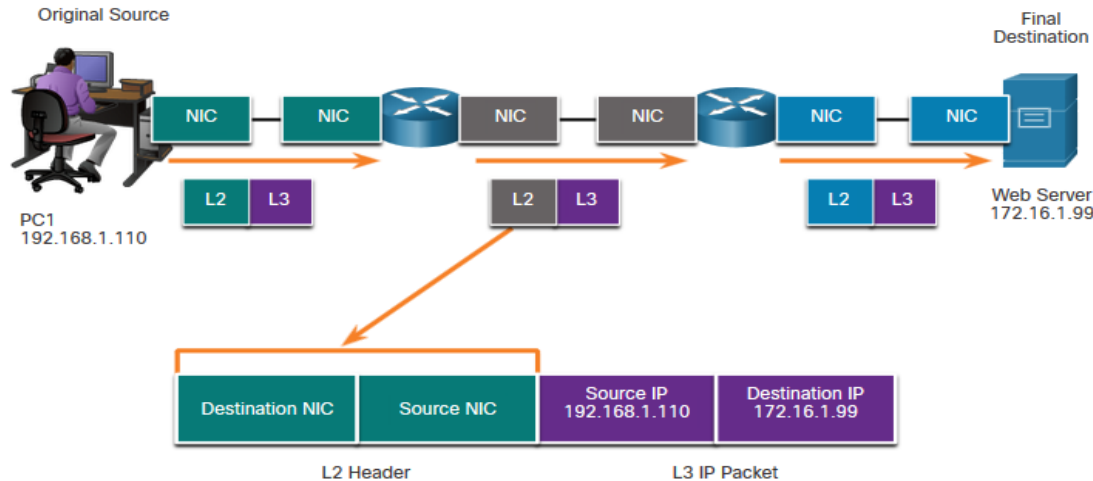 Original Source
Final
Destination
NIC
NIC
NIC
NIC
NIC
NIC
L2
L3
L2
L3
L2
L3
PC1
192.168.1.110
Web Server
172.16.1.99
Destination NIC
Source NIC
Source IP
192.168.1.110
Destination IP
172.16.1.99
L2 Header
L3 IP Packet